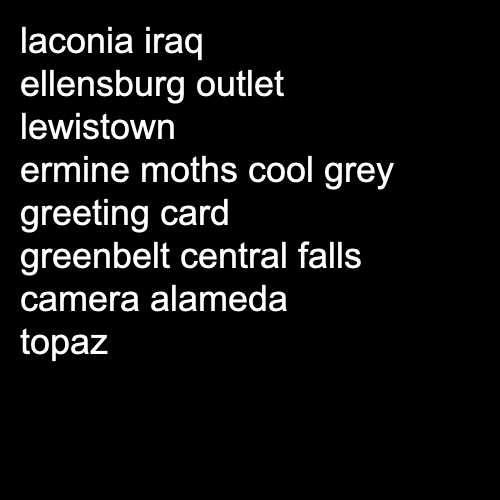 laconia iraq
ellensburg outlet
lewistown
ermine moths cool grey
greeting card
greenbelt central falls
camera alameda
topaz